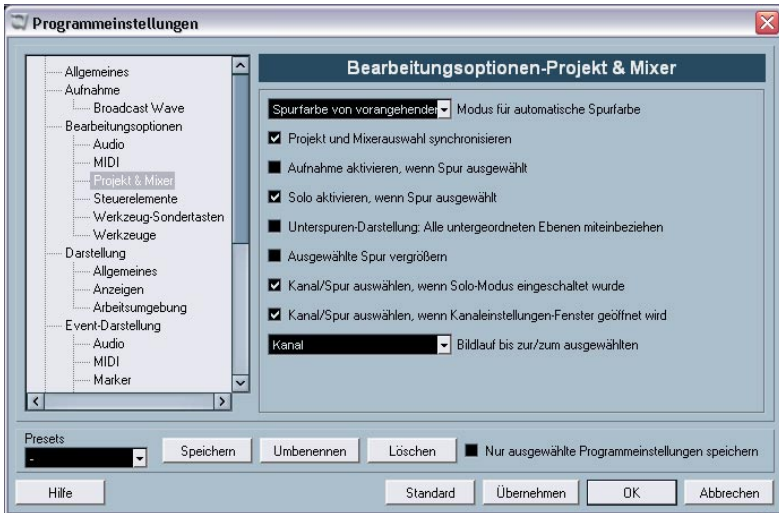 Programmeinstellungen
Allgemeines
Aufnahme
Broadcast Wave
Bearbeitungsoptionen
Audio
MIDI
Projekt & Mixer
Steuerelemente
Werkzeug-Sondertasten
Werkzeuge
Darstellung
Allgemeines
Anzeigen
Arbeitsumgebung
Event-Darstellung
Audio
MIDI
Marker
Bearbeitungsoptionen-Projekt & Mixer
Spurfarbe von vorangehender Modus für automatische Spurfarbe
Projekt und Mixerauswahl synchronisieren
Aufnahme aktivieren, wenn Spur ausgewählt
Solo aktivieren, wenn Spur ausgewählt
Unterspuren-Darstellung: Alle untergeordneten Ebenen miteinbeziehen
Ausgewählte Spur vergrößern
Kanal/Spur auswählen, wenn Solo-Modus eingeschaltet wurde
Kanal/Spur auswählen, wenn Kanaleinstellungen-Fenster geöffnet wird
Kanal Bildlauf bis zur/zum ausgewählten
Presets
- Speichern Umbenennen Löschen Nur ausgewählte Programmeinstellungen speichern
Hilfe Standard Übernehmen OK Abbrechen